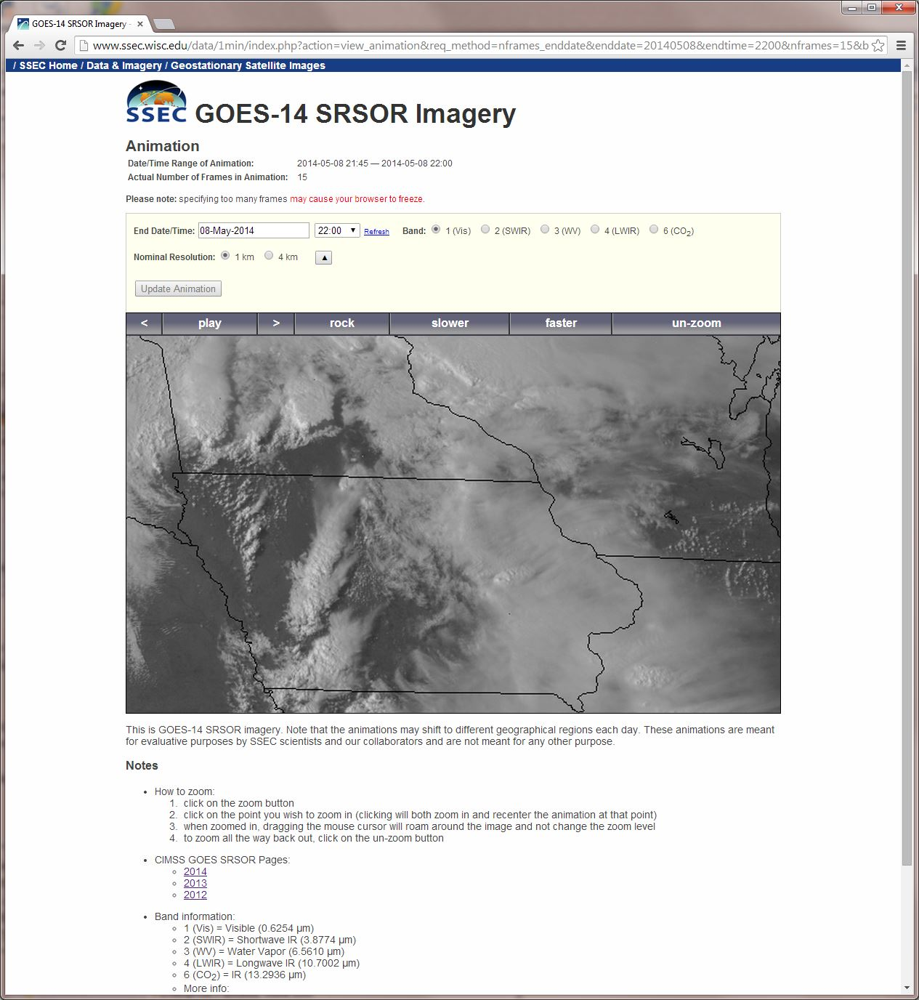 GOES-14 SRSOR Imagery -
www.ssec.wisc.edu/data/1min/index.php?action=view_animation&req_method=nframes_enddate&enddate=20140508&endtime=2200&nframes=15&b
/ SSEC Home / Data & Imagery / Geostationary Satellite Images
SSEC GOES-14 SRSOR Imagery
Animation
Date/Time Range of Animation: 2014-05-08 21:45 — 2014-05-08 22:00
Actual Number of Frames in Animation: 15
Please note: specifying too many frames may cause your browser to freeze.
End Date/Time: 08-May-2014 22:00 Refresh Band: 1 (Vis) 2 (SWIR) 3 (WV) 4 (LWIR) 6 (CO2)
Nominal Resolution: 1 km 4 km
Update Animation
< play > rock slower faster un-zoom
This is GOES-14 SRSOR imagery. Note that the animations may shift to different geographical regions each day. These animations are meant
for evaluative purposes by SSEC scientists and our collaborators and are not meant for any other purpose.
Notes
• How to zoom:
1. click on the zoom button
2. click on the point you wish to zoom in (clicking will both zoom in and recenter the animation at that point)
3. when zoomed in, dragging the mouse cursor will roam around the image and not change the zoom level
4. to zoom all the way back out, click on the un-zoom button
• CIMSS GOES SRSOR Pages:
2014
2013
2012
• Band information:
1 (Vis) = Visible (0.6254 µm)
2 (SWIR) = Shortwave IR (3.8774 µm)
3 (WV) = Water Vapor (6.5610 µm)
4 (LWIR) = Longwave IR (10.7002 µm)
6 (CO2) = IR (13.2936 µm)
More info: